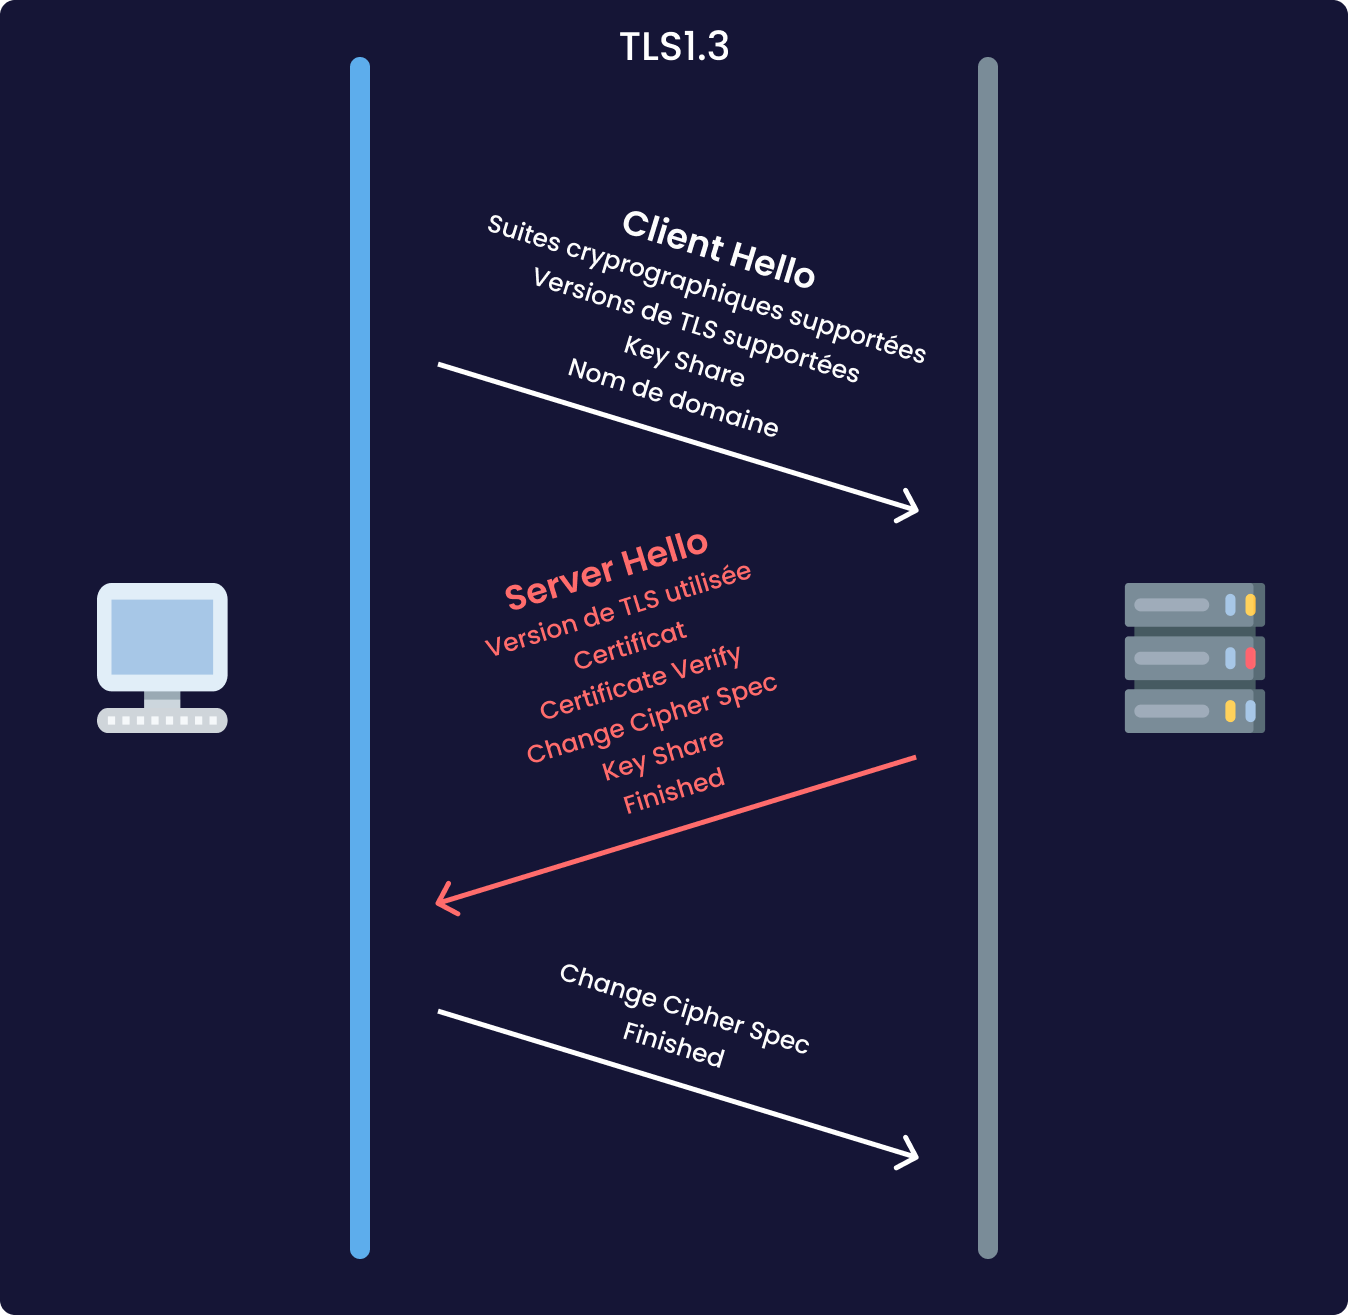 TLS1.3
Client Hello
Suites cryprographiques supportées
Versions de TLS supportées
Key Share
Nom de domaine
Server Hello
Version de TLS utilisée
Certificat
Certificate Verify
Change Cipher Spec
Key Share
Finished
Change Cipher Spec
Finished